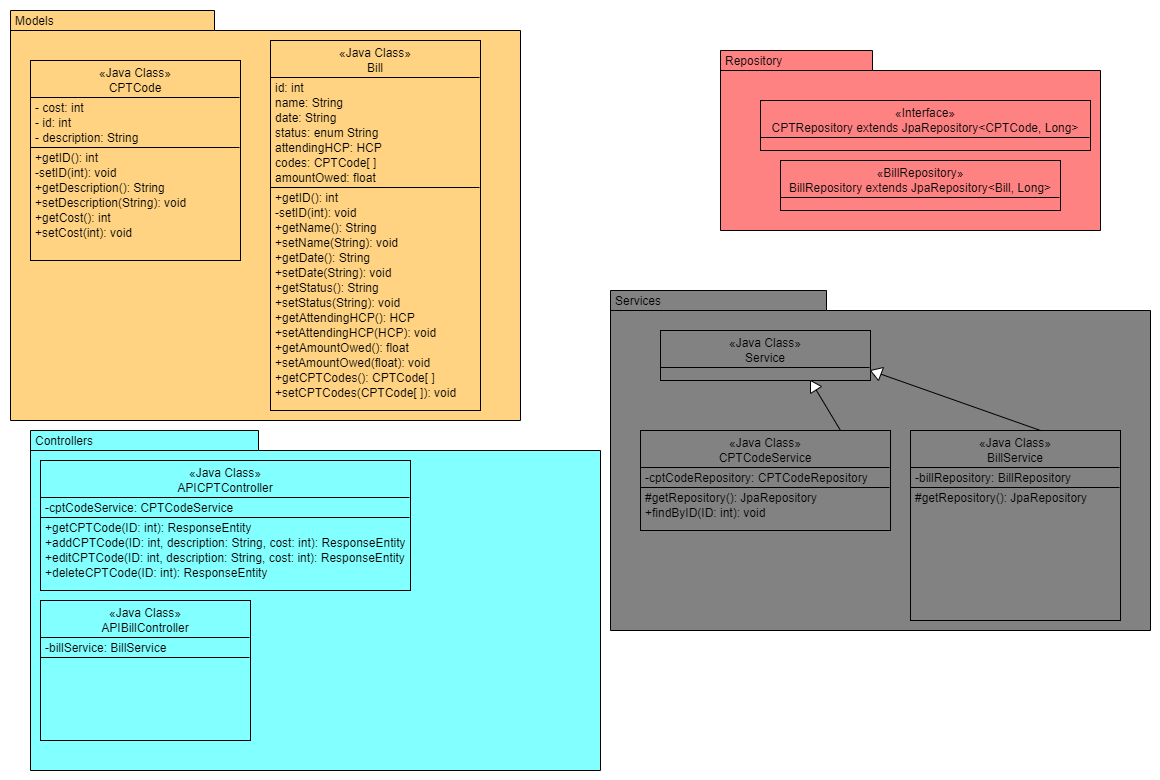 Models
«Java Class»
CPTCode
- cost: int
- id: int
- description: String
+getID(): int
-setID(int): void
+getDescription(): String
+setDescription(String): void
+getCost(): int
+setCost(int): void
«Java Class»
Bill
id: int
name: String
date: String
status: enum String
attendingHCP: HCP
codes: CPTCode[ ]
amountOwed: float
+getID(): int
-setID(int): void
+getName(): String
+setName(String): void
+getDate(): String
+setDate(String): void
+getStatus(): String
+setStatus(String): void
+getAttendingHCP(): HCP
+setAttendingHCP(HCP): void
+getAmountOwed(): float
+setAmountOwed(float): void
+getCPTCodes(): CPTCode[ ]
+setCPTCodes(CPTCode[ ]): void
Repository
«Interface»
CPTRepository extends JpaRepository<CPTCode, Long>
«BillRepository»
BillRepository extends JpaRepository<Bill, Long>
Services
«Java Class»
Service
«Java Class»
CPTCodeService
-cptCodeRepository: CPTCodeRepository
#getRepository(): JpaRepository
+findByID(ID: int): void
«Java Class»
BillService
-billRepository: BillRepository
#getRepository(): JpaRepository
Controllers
«Java Class»
APICPTController
-cptCodeService: CPTCodeService
+getCPTCode(ID: int): ResponseEntity
+addCPTCode(ID: int, description: String, cost: int): ResponseEntity
+editCPTCode(ID: int, description: String, cost: int): ResponseEntity
+deleteCPTCode(ID: int): ResponseEntity
«Java Class»
APIBillController
-billService: BillService